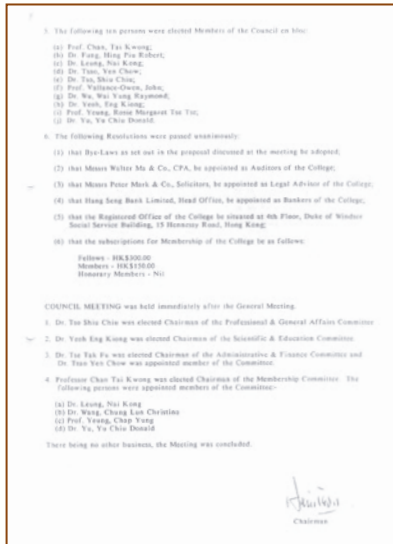 5. The following ten persons were elected Members of the Council en bloc:
(a) Prof. Chan, Tai Kwong;
(b) Dr. Fung, Hing Piu Robert;
(c) Dr. Leung, Nai Kong;
(d) Dr. Tsao, Yen Chow;
(e) Dr. Tso, Shiu Chiu;
(f) Prof. Vallance-Owen, John;
(g) Dr. Wu, Wai Yung Raymond;
(h) Dr. Yeoh, Eng Kiong;
(i) Prof. Young, Rosie Margaret Tse Tse;
(j) Dr. Yu, Yu Chiu Donald.
6. The following Resolutions were passed unanimously:
(1) that Bye-Laws as set out in the proposal discussed at the meeting be adopted;
(2) that Messrs Walter Ma & Co., CPA, be appointed as Auditors of the College;
(3) that Messrs Peter Mark & Co., Solicitors, be appointed as Legal Advisor of the College;
(4) that Hang Seng Bank Limited, Head Office, be appointed as Bankers of the College;
(5) that the Registered Office of the College be situated at 4th Floor, Duke of Windsor
Social Service Building, 15 Hennessy Road, Hong Kong;
(6) that the subscriptions for Membership of the College be as follows:
Fellows - HK$300.00
Members - HK$150.00
Honorary Members - Nil
COUNCIL MEETING was held immediately after the General Meeting.
1. Dr. Tso Shiu Chiu was elected Chairman of the Professional & General Affairs Committee
2. Dr. Yeoh Eng Kiong was elected Chairman of the Scientific & Education Committee
3. Dr. Tse Tak Fu was elected Chairman of the Administrative & Finance Committee and
Dr. Tsao Yen Chow was appointed member of the Committee.
4. Professor Chan Tai Kwong was elected Chairman of the Membership Committee. The
following persons were appointed members of the Committee:-
(a) Dr. Leung, Nai Kong
(b) Dr. Wang, Chung Lun Christina
(c) Prof. Yeung, Chap Yung
(d) Dr. Yu, Yu Chiu Donald
There being no other business, the Meeting was concluded.
Chairman